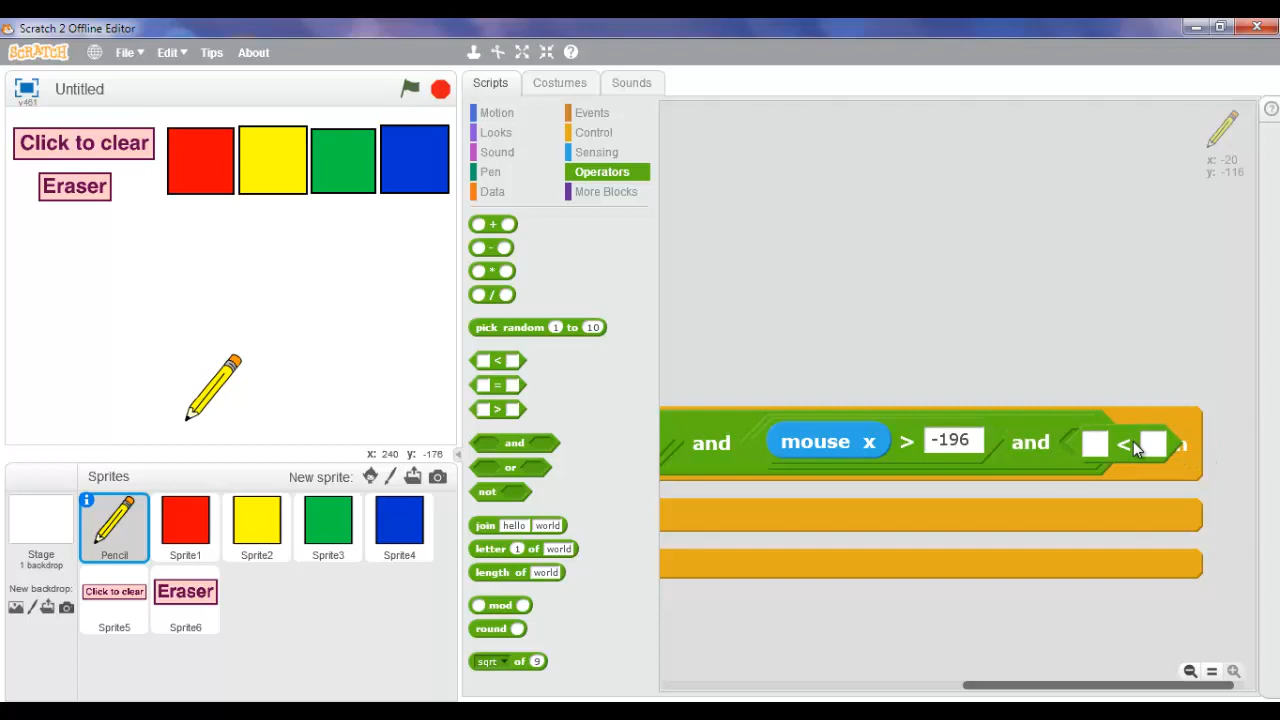 Scratch 2 Offline Editor
SCRATCH File Edit Tips About
v461 Untitled
Scripts Costumes Sounds
Click to clear
Eraser
Motion Events
Looks Control
Sound Sensing
Pen Operators
Data More Blocks
+
-
*
/
pick random 1 to 10
<
=
>
and
or
not
join hello world
letter 1 of world
length of world
mod
round
sqrt of 9
x: -20
y: -116
and mouse x > -196 and <
x: 240 y: -176
Sprites New sprite:
Stage
1 backdrop
New backdrop:
Pencil Sprite1 Sprite2 Sprite3 Sprite4
Click to clear Eraser
Sprite5 Sprite6